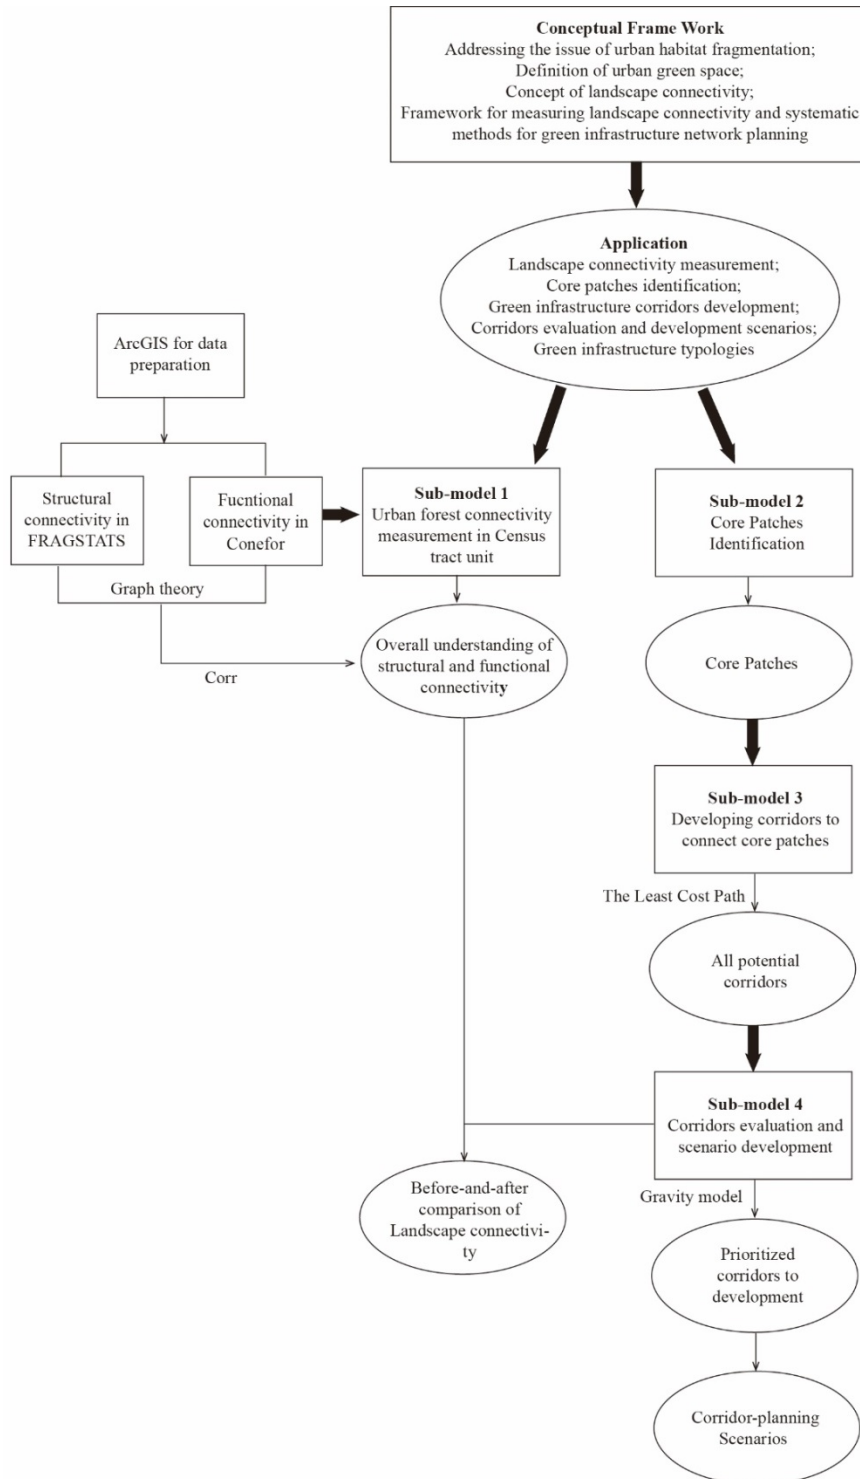 Conceptual Frame Work
Addressing the issue of urban habitat fragmentation;
Definition of urban green space;
Concept of landscape connectivity;
Framework for measuring landscape connectivity and systematic
methods for green infrastructure network planning
Application
Landscape connectivity measurement;
Core patches identification;
Green infrastructure corridors development;
Corridors evaluation and development scenarios;
Green infrastructure typologies
ArcGIS for data
preparation
Structural
connectivity in
FRAGSTATS
Fucntional
connectivity in
Conefor
Sub-model 1
Urban forest connectivity
measurement in Census
tract unit
Sub-model 2
Core Patches
Identification
Graph theory
Corr
Overall understanding of
structural and functional
connectivity
Core Patches
Sub-model 3
Developing corridors to
connect core patches
The Least Cost Path
All potential
corridors
Sub-model 4
Corridors evaluation and
scenario development
Before-and-after
comparison of
Landscape connectivi-
ty
Gravity model
Prioritized
corridors to
development
Corridor-planning
Scenarios